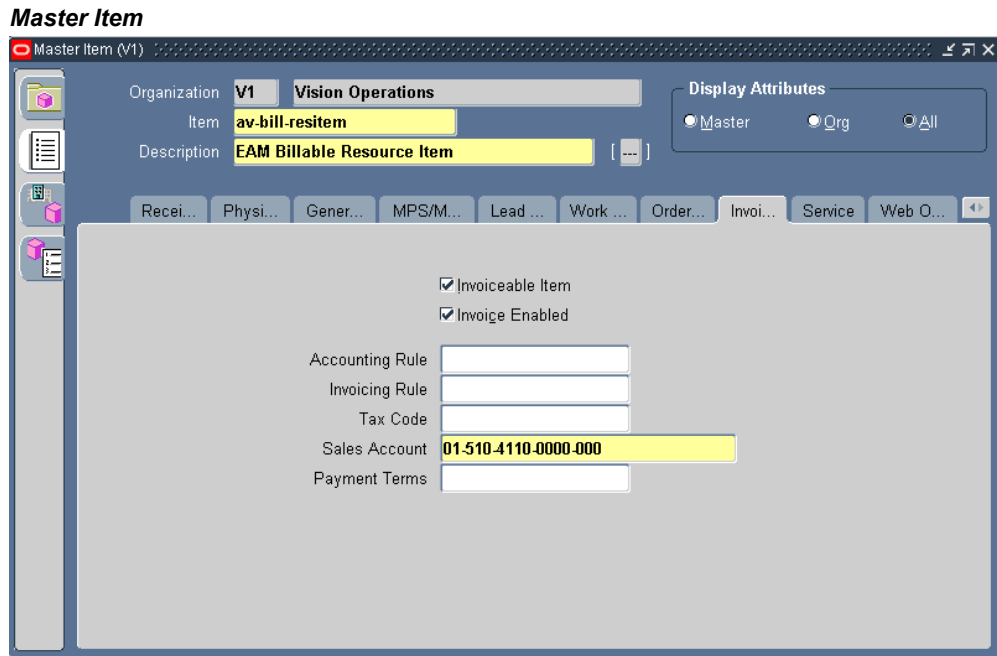 Master Item
Master Item (V1)
Organization V1 Vision Operations
Item av-bill-resitem
Description EAM Billable Resource Item [ ... ]
Display Attributes
Master Org All
Recei... Physi... Gener... MPS/M... Lead ... Work ... Order... Invoi... Service Web O...
Invoiceable Item
Invoice Enabled
Accounting Rule
Invoicing Rule
Tax Code
Sales Account 01-510-4110-0000-000
Payment Terms